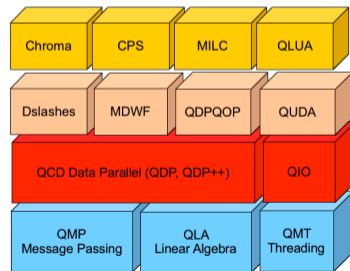 Chroma
CPS
MILC
QLUA
Dslashes
MDWF
QDPQOP
QUDA
QCD Data Parallel (QDP, QDP++)
QIO
QMP
Message Passing
QLA
Linear Algebra
QMT
Threading